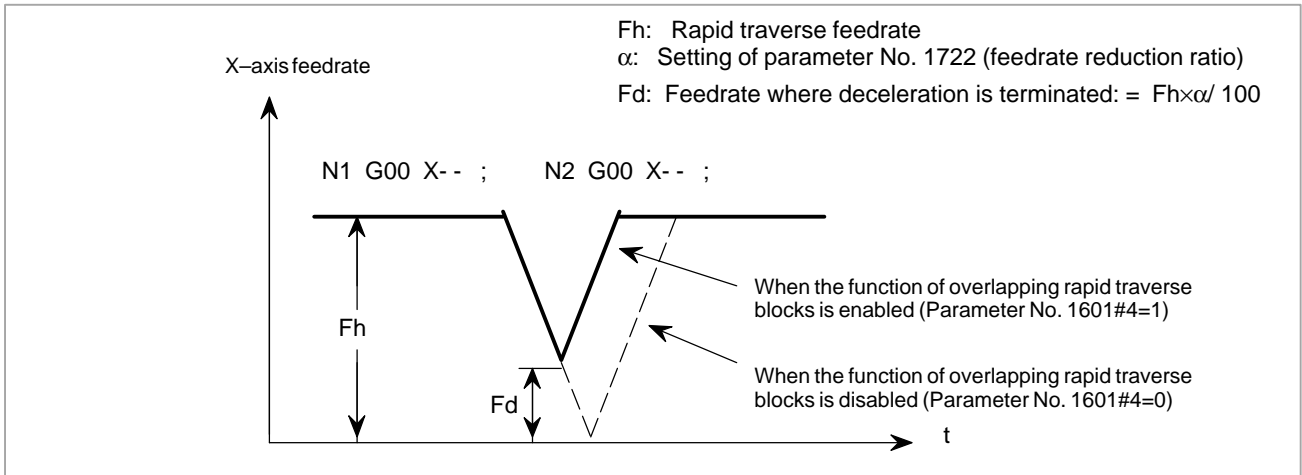 Fh: Rapid traverse feedrate
α: Setting of parameter No. 1722 (feedrate reduction ratio)
Fd: Feedrate where deceleration is terminated: = Fh×α/ 100
X–axis feedrate
N1 G00 X- - ; N2 G00 X- - ;
When the function of overlapping rapid traverse
blocks is enabled (Parameter No. 1601#4=1)
Fh
When the function of overlapping rapid traverse
blocks is disabled (Parameter No. 1601#4=0)
Fd
t